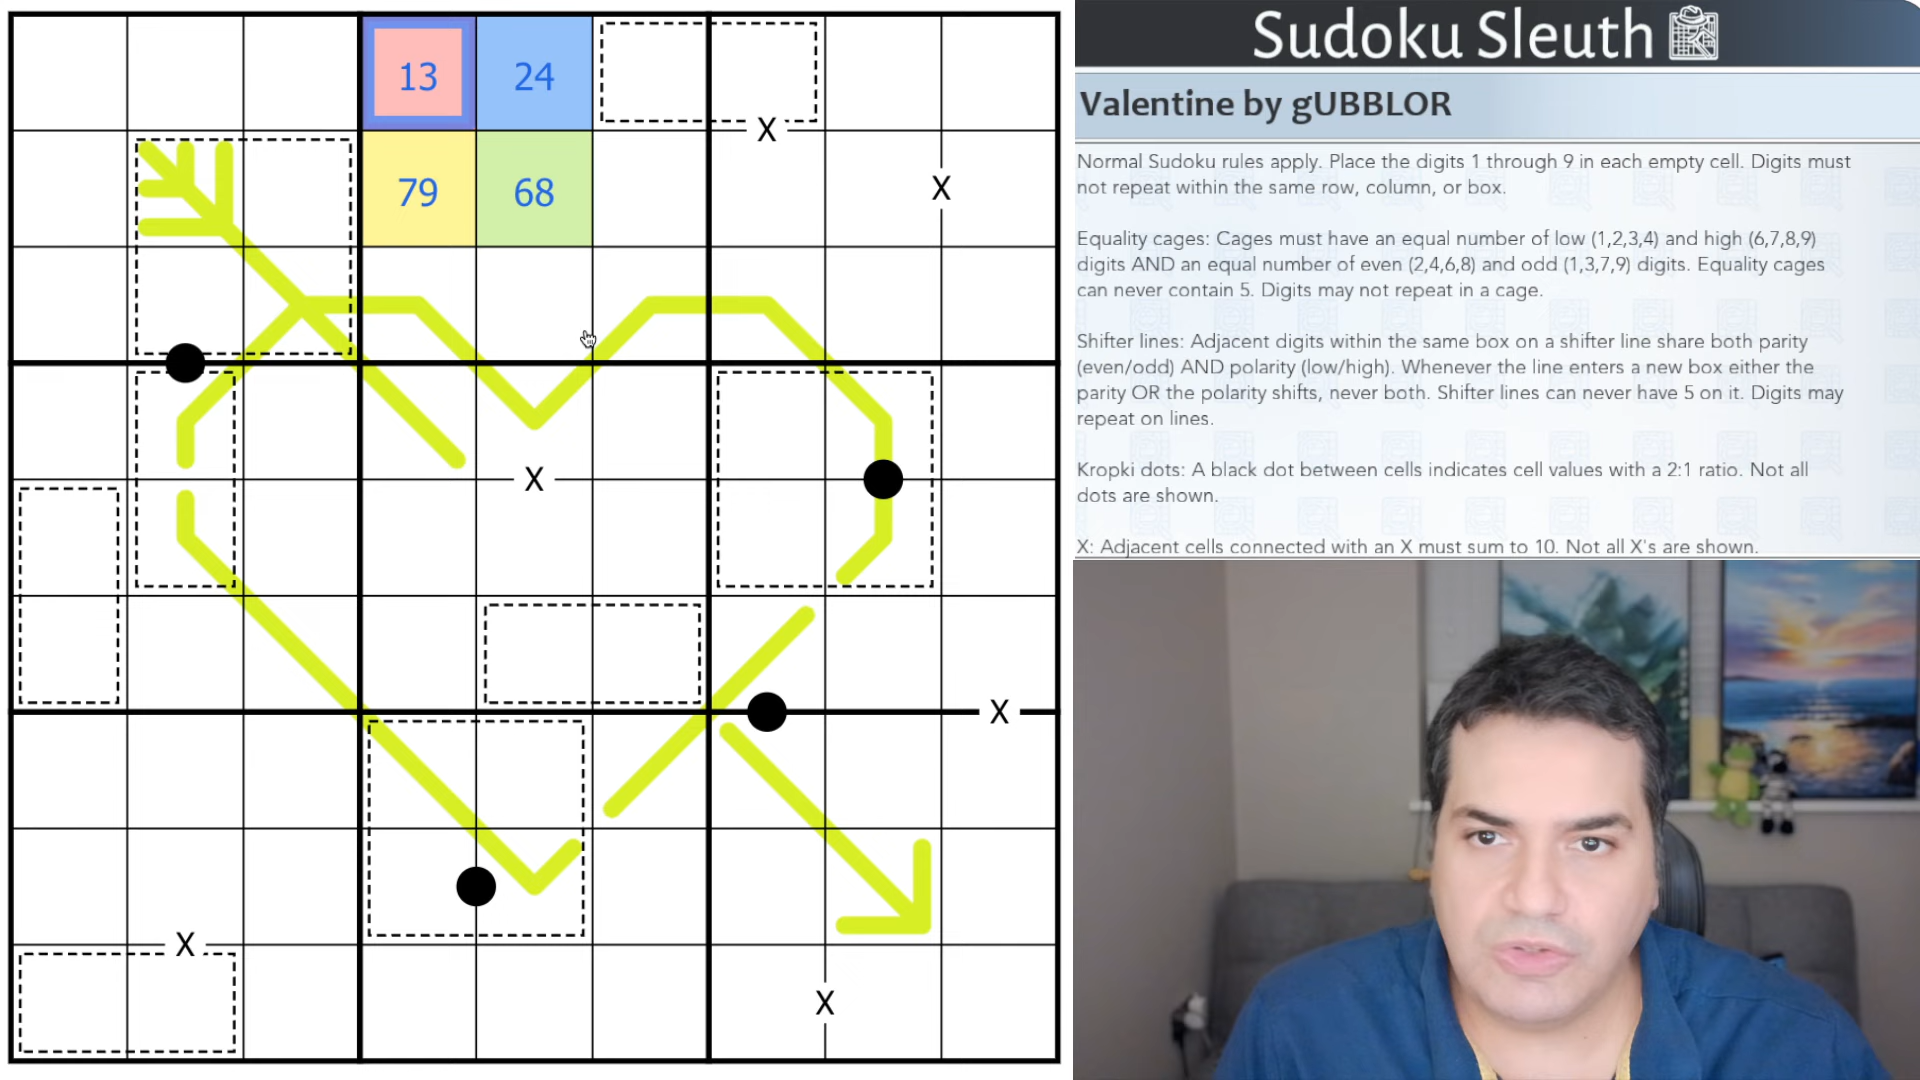 Sudoku Sleuth
Valentine by gUBBLOR
Normal Sudoku rules apply. Place the digits 1 through 9 in each empty cell. Digits must
not repeat within the same row, column, or box.
Equality cages: Cages must have an equal number of low (1,2,3,4) and high (6,7,8,9)
digits AND an equal number of even (2,4,6,8) and odd (1,3,7,9) digits. Equality cages
can never contain 5. Digits may not repeat in a cage.
Shifter lines: Adjacent digits within the same box on a shifter line share both parity
(even/odd) AND polarity (low/high). Whenever the line enters a new box either the
parity OR the polarity shifts, never both. Shifter lines can never have 5 on it. Digits may
repeat on lines.
Kropki dots: A black dot between cells indicates cell values with a 2:1 ratio. Not all
dots are shown.
X: Adjacent cells connected with an X must sum to 10. Not all X's are shown.
13 24
X
79 68 X
X
X
X
X